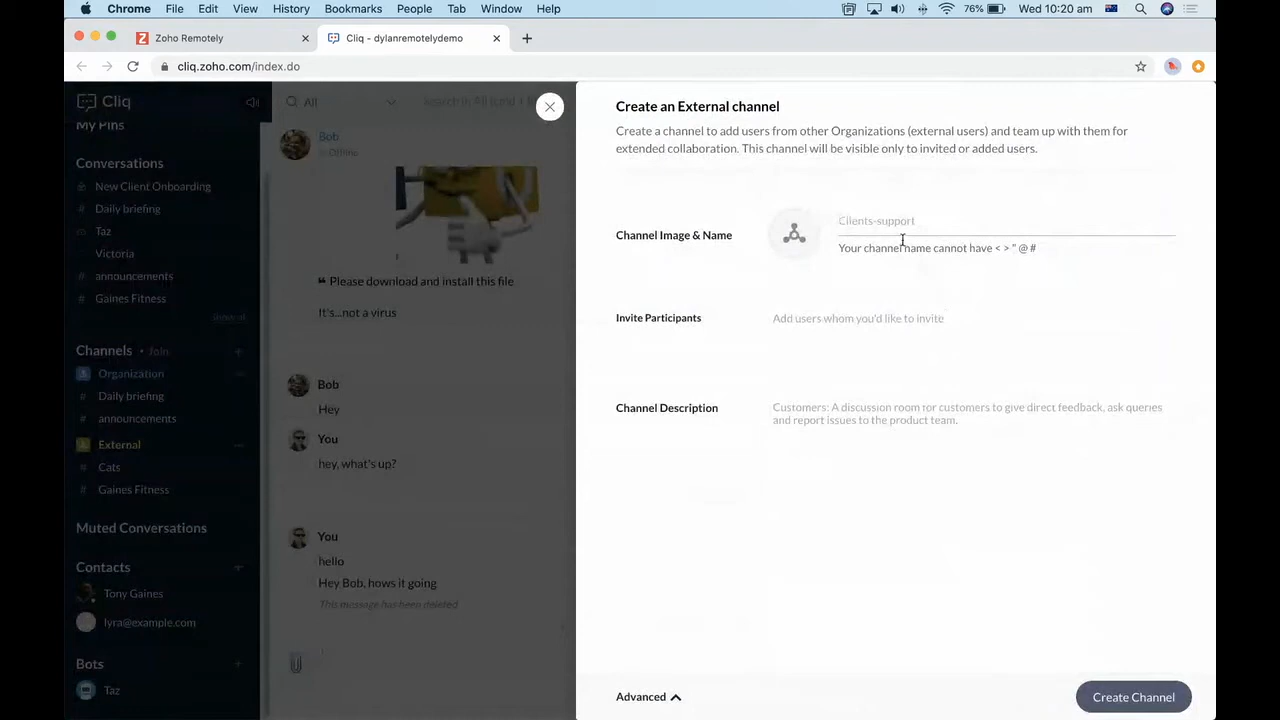 Chrome File Edit View History Bookmarks People Tab Window Help 76% Wed 10:20 am
Zoho Remotely
Cliq - dylanremotelydemo
cliq.zoho.com/index.do
Cliq
My Pins
Conversations
New Client Onboarding
# Daily briefing
# Taz
Victoria
# announcements
# Gaines Fitness
Show all
Channels • Join +
Organization
# Daily briefing
# announcements
External
# Cats
# Gaines Fitness
Muted Conversations
Contacts +
Tony Gaines
lyra@example.com
Bots +
Taz
All
Bob
Offline
❝ Please download and install this file
It's...not a virus
Bob
Hey
You
hey, what's up?
You
hello
Hey Bob, hows it going
This message has been deleted
Create an External channel
Create a channel to add users from other Organizations (external users) and team up with them for
extended collaboration. This channel will be visible only to invited or added users.
Channel Image & Name
Clients-support
Your channel name cannot have < > " @ #
Invite Participants
Add users whom you'd like to invite
Channel Description
Customers: A discussion room for customers to give direct feedback, ask queries
and report issues to the product team.
Advanced
Create Channel